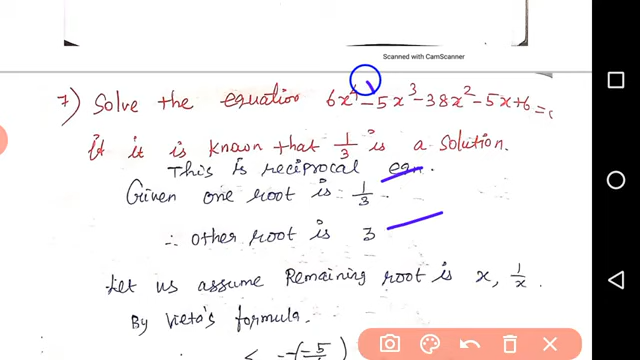 Scanned with CamScanner
7) Solve the equation 6x⁴-5x³-38x²-5x+6=0
If it is known that 1/3 is a solution.
This is reciprocal eqn.
Given one root is 1/3.
∴ other root is 3
Let us assume Remaining root is x, 1/x.
By Vieta's formula.